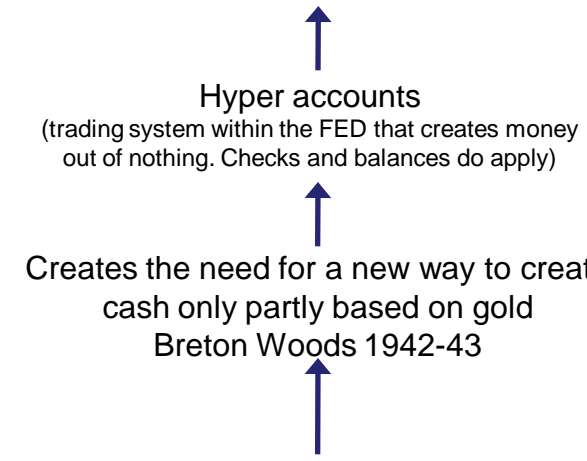 Hyper accounts
(trading system within the FED that creates money
out of nothing. Checks and balances do apply)
Creates the need for a new way to creat
cash only partly based on gold
Breton Woods 1942-43